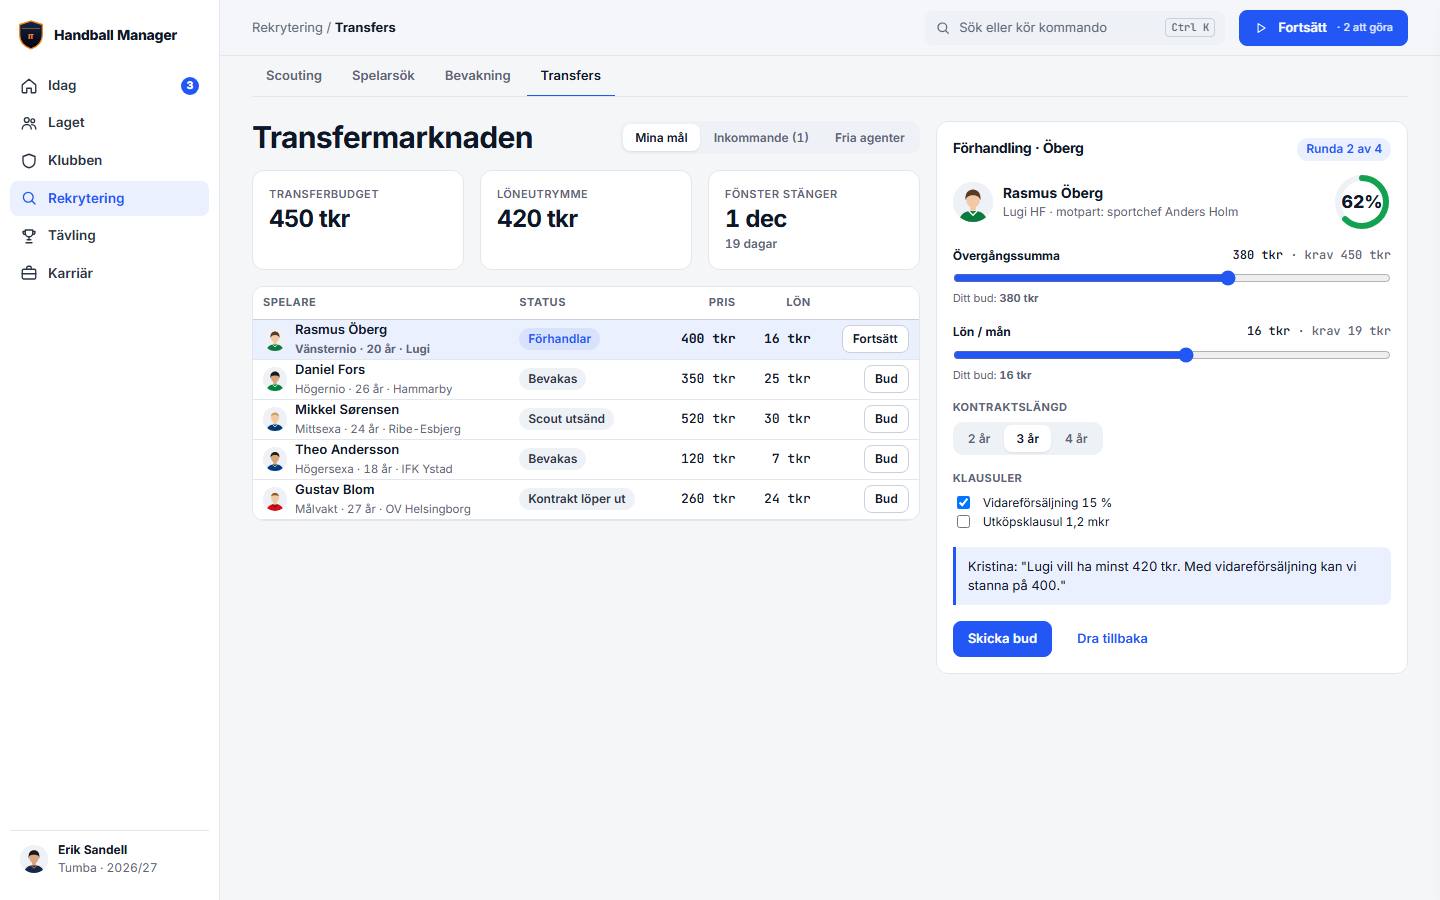 Handball Manager
Idag 3
Laget
Klubben
Rekrytering
Tävling
Karriär
Erik Sandell
Tumba · 2026/27
Rekrytering / Transfers
Sök eller kör kommando Ctrl K
Fortsätt · 2 att göra
Scouting Spelarsök Bevakning Transfers
Transfermarknaden
Mina mål Inkommande (1) Fria agenter
TRANSFERBUDGET
450 tkr
LÖNEUTRYMME
420 tkr
FÖNSTER STÄNGER
1 dec
19 dagar
SPELARE STATUS PRIS LÖN
Rasmus Öberg
Vänsternio · 20 år · Lugi
Förhandlar 400 tkr 16 tkr Fortsätt
Daniel Fors
Högernio · 26 år · Hammarby
Bevakas 350 tkr 25 tkr Bud
Mikkel Sørensen
Mittsexa · 24 år · Ribe-Esbjerg
Scout utsänd 520 tkr 30 tkr Bud
Theo Andersson
Högersexa · 18 år · IFK Ystad
Bevakas 120 tkr 7 tkr Bud
Gustav Blom
Målvakt · 27 år · OV Helsingborg
Kontrakt löper ut 260 tkr 24 tkr Bud
Förhandling · Öberg
Runda 2 av 4
Rasmus Öberg
Lugi HF · motpart: sportchef Anders Holm
62%
Övergångssumma 380 tkr · krav 450 tkr
Ditt bud: 380 tkr
Lön / mån 16 tkr · krav 19 tkr
Ditt bud: 16 tkr
KONTRAKTSLÄNGD
2 år 3 år 4 år
KLAUSULER
Vidareförsäljning 15 %
Utköpsklausul 1,2 mkr
Kristina: "Lugi vill ha minst 420 tkr. Med vidareförsäljning kan vi
stanna på 400."
Skicka bud Dra tillbaka